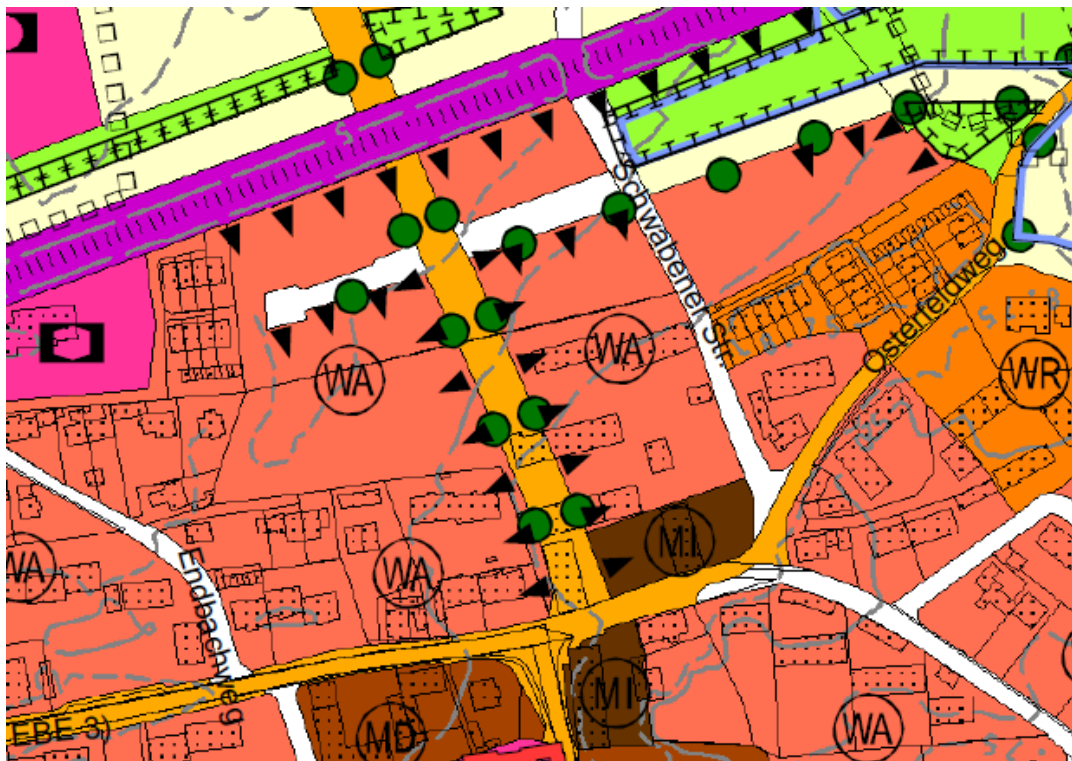 Schwabener Str.
Osterfeldweg
WA
WA
WR
MI
WA
WA
Endbachweg
MI
WA
MD
EBE 3)